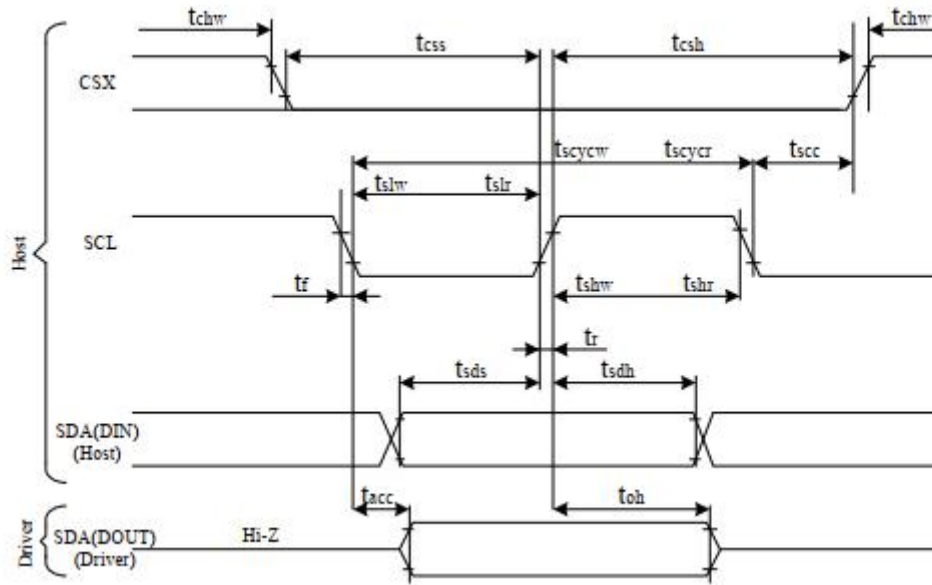 tchw tchw
tcss tcsh
CSX
tscycw tscycr tscc
tslw tslr
SCL
Host
tf tshw tshr
tr
tsds tsdh
SDA(DIN)
(Host)
tacc toh
Driver
SDA(DOUT) Hi-Z
(Driver)